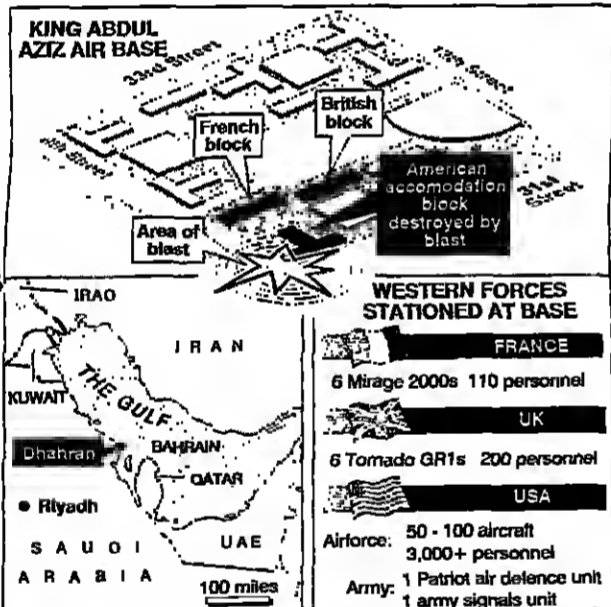 KING ABDUL
AZIZ AIR BASE
33rd Street
Street
31st
Street
French
block
British
block
American
accomodation
block
destroyed by
blast
Area of
blast
IRAQ
IRAN
KUWAIT
THE GULF
Dhahran
BAHRAIN
QATAR
Riyadh
SAUDI
ARABIA
UAE
100 miles
WESTERN FORCES
STATIONED AT BASE
FRANCE
6 Mirage 2000s 110 personnel
UK
6 Tornado GR1s 200 personnel
USA
Airforce: 50 - 100 aircraft
3,000+ personnel
Army: 1 Patriot air defence unit
1 army signals unit